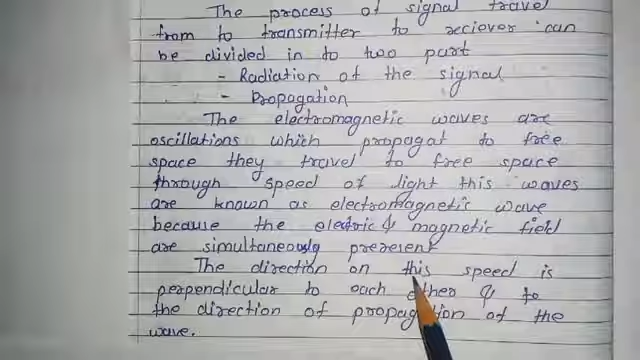 The process of signal travel
from to transmitter to reciever can
be divided in to two part
- Radiation of the signal
- Propagation
The electromagnetic waves are
oscillations which propagat to free
space they travel to free space
through speed of light this waves
are known as electromagnetic wave
because the electric & magnetic field
are simultaneously preresent
The direction on this speed is
perpendicular to each other & to
the direction of propagation of the
wave.